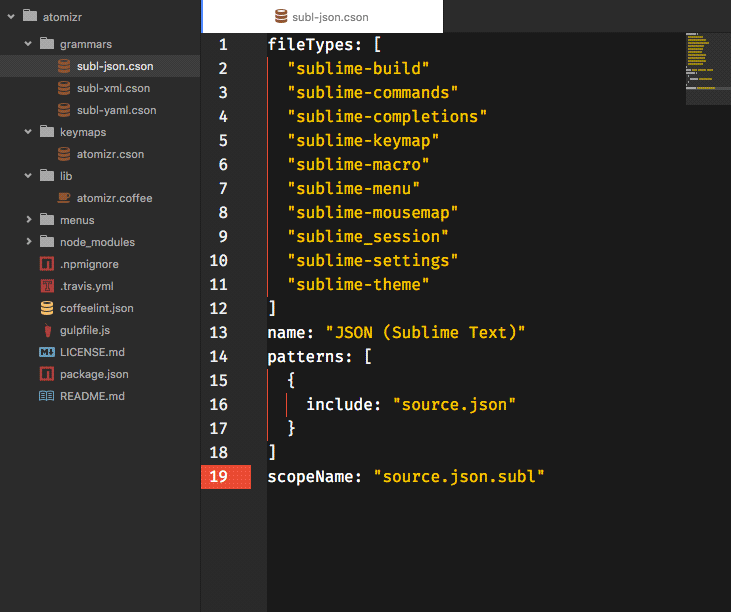 atomizr
grammars
subl-json.cson
subl-xml.cson
subl-yaml.cson
keymaps
atomizr.cson
lib
atomizr.coffee
menus
node_modules
.npmignore
.travis.yml
coffeelint.json
gulpfile.js
LICENSE.md
package.json
README.md
subl-json.cson
1 fileTypes: [
2 "sublime-build"
3 "sublime-commands"
4 "sublime-completions"
5 "sublime-keymap"
6 "sublime-macro"
7 "sublime-menu"
8 "sublime-mousemap"
9 "sublime_session"
10 "sublime-settings"
11 "sublime-theme"
12 ]
13 name: "JSON (Sublime Text)"
14 patterns: [
15 {
16 include: "source.json"
17 }
18 ]
19 scopeName: "source.json.subl"